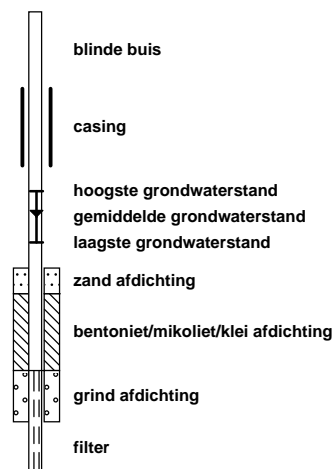 blinde buis
casing
hoogste grondwaterstand
gemiddelde grondwaterstand
laagste grondwaterstand
zand afdichting
bentoniet/mikoliet/klei afdichting
grind afdichting
filter